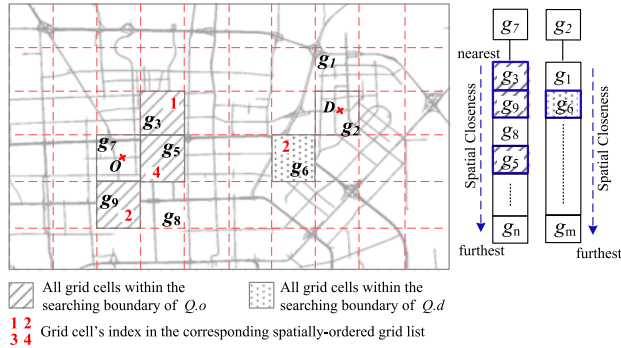 g1
D
g2
1
g3
g7
O
g5
4
2
g6
g9
2
g8
g7
g2
nearest
g3
g1
g9
g6
g8
g5
gn
gm
Spatial Closeness
Spatial Closeness
furthest
furthest
All grid cells within the
searching boundary of Q.o
All grid cells within the
searching boundary of Q.d
1 2
3 4
Grid cell's index in the corresponding spatially-ordered grid list